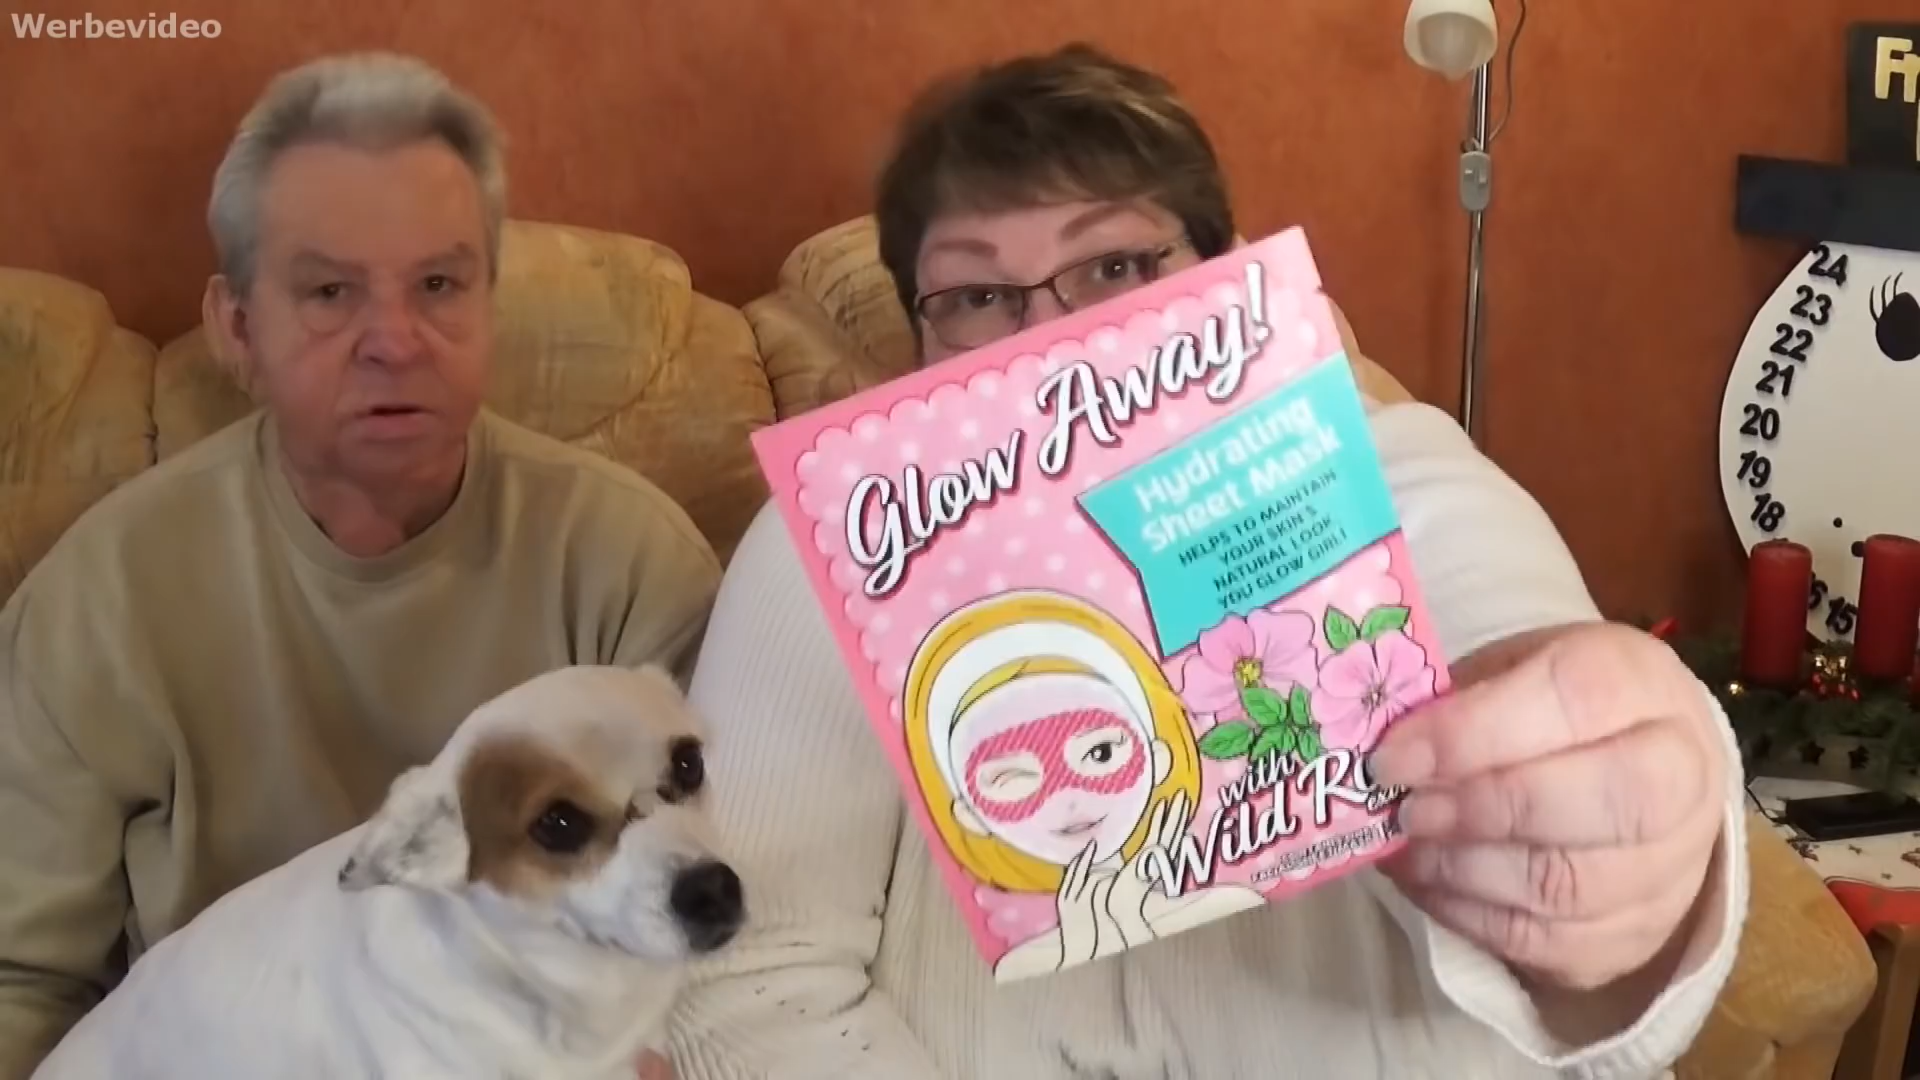 Werbevideo
Glow Away!
Hydrating
Sheet Mask
HELPS TO MAINTAIN
YOUR SKIN'S
NATURAL LOOK
YOU GLOW GIRL!
with
Wild
24
23
22
21
20
19
18
15